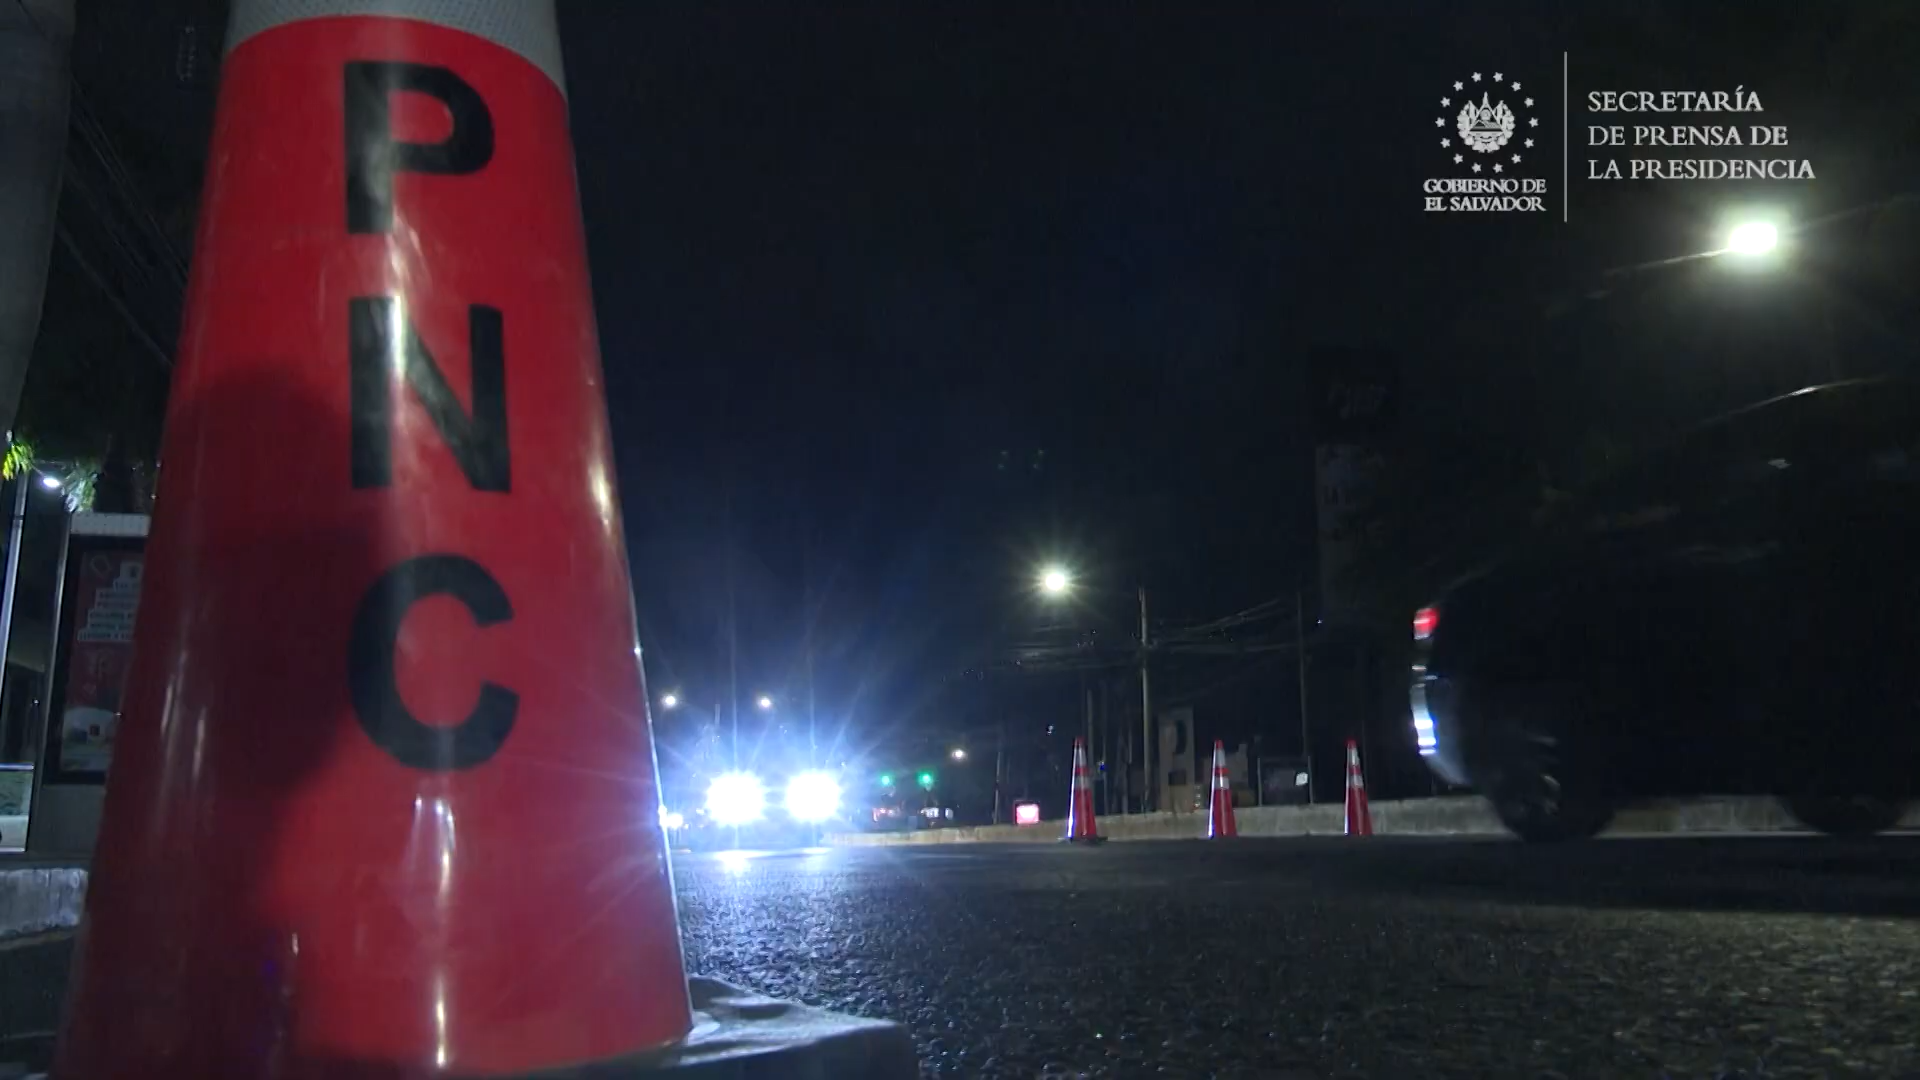 P
N
C
GOBIERNO DE
EL SALVADOR
SECRETARÍA
DE PRENSA DE
LA PRESIDENCIA